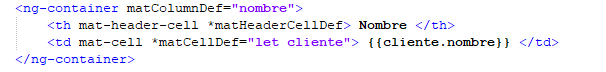 <ng-container matColumnDef="nombre">
<th mat-header-cell *matHeaderCellDef> Nombre </th>
<td mat-cell *matCellDef="let cliente"> {{cliente.nombre}} </td>
</ng-container>